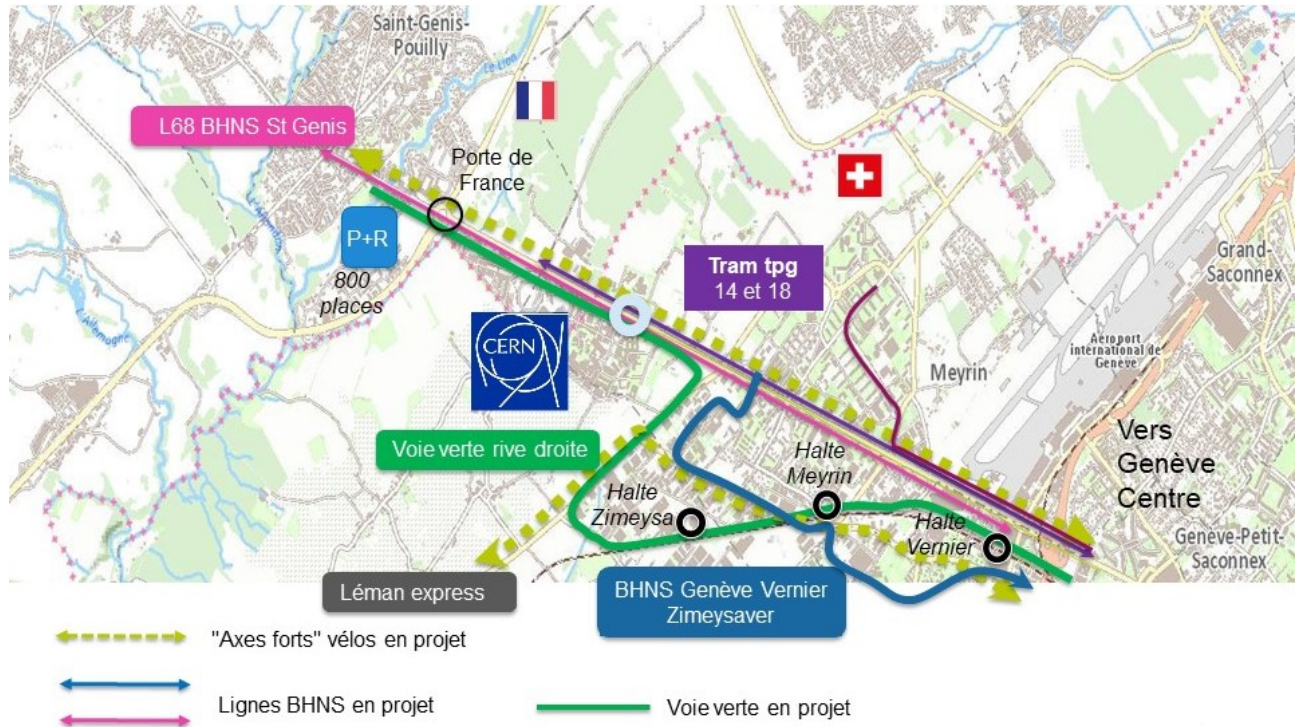 Saint-Genis-
Pouilly
Le Lion
L68 BHNS St Genis
Porte de
France
P+R
800
places
L'Allemogne
Tram tpg
14 et 18
Grand-
Saconnex
Aéroport
international de
Genève
Meyrin
CERN
Voie verte rive droite
Halte
Meyrin
Halte
Zimeysa
Halte
Vernier
Vers
Genève
Centre
Genève-Petit-
Saconnex
Léman express
BHNS Genève Vernier
Zimeysaver
"Axes forts" vélos en projet
Lignes BHNS en projet
Voie verte en projet